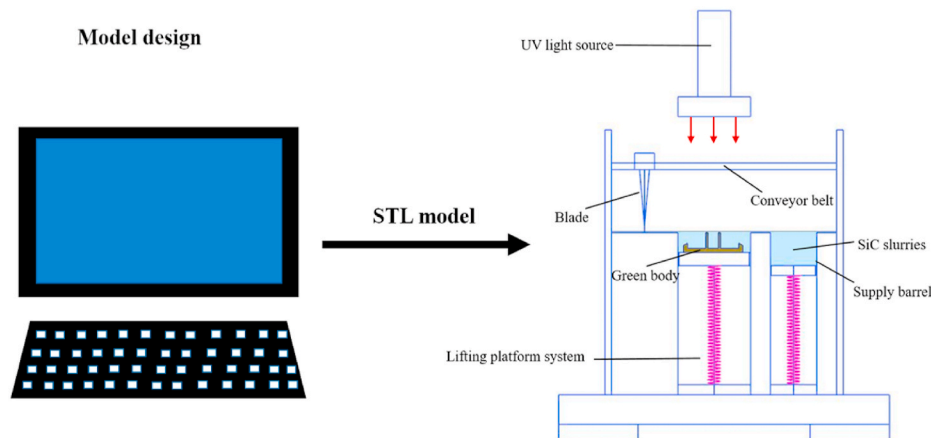 Model design
STL model
UV light source
Conveyor belt
Blade
SiC slurries
Green body
Supply barrel
Lifting platform system